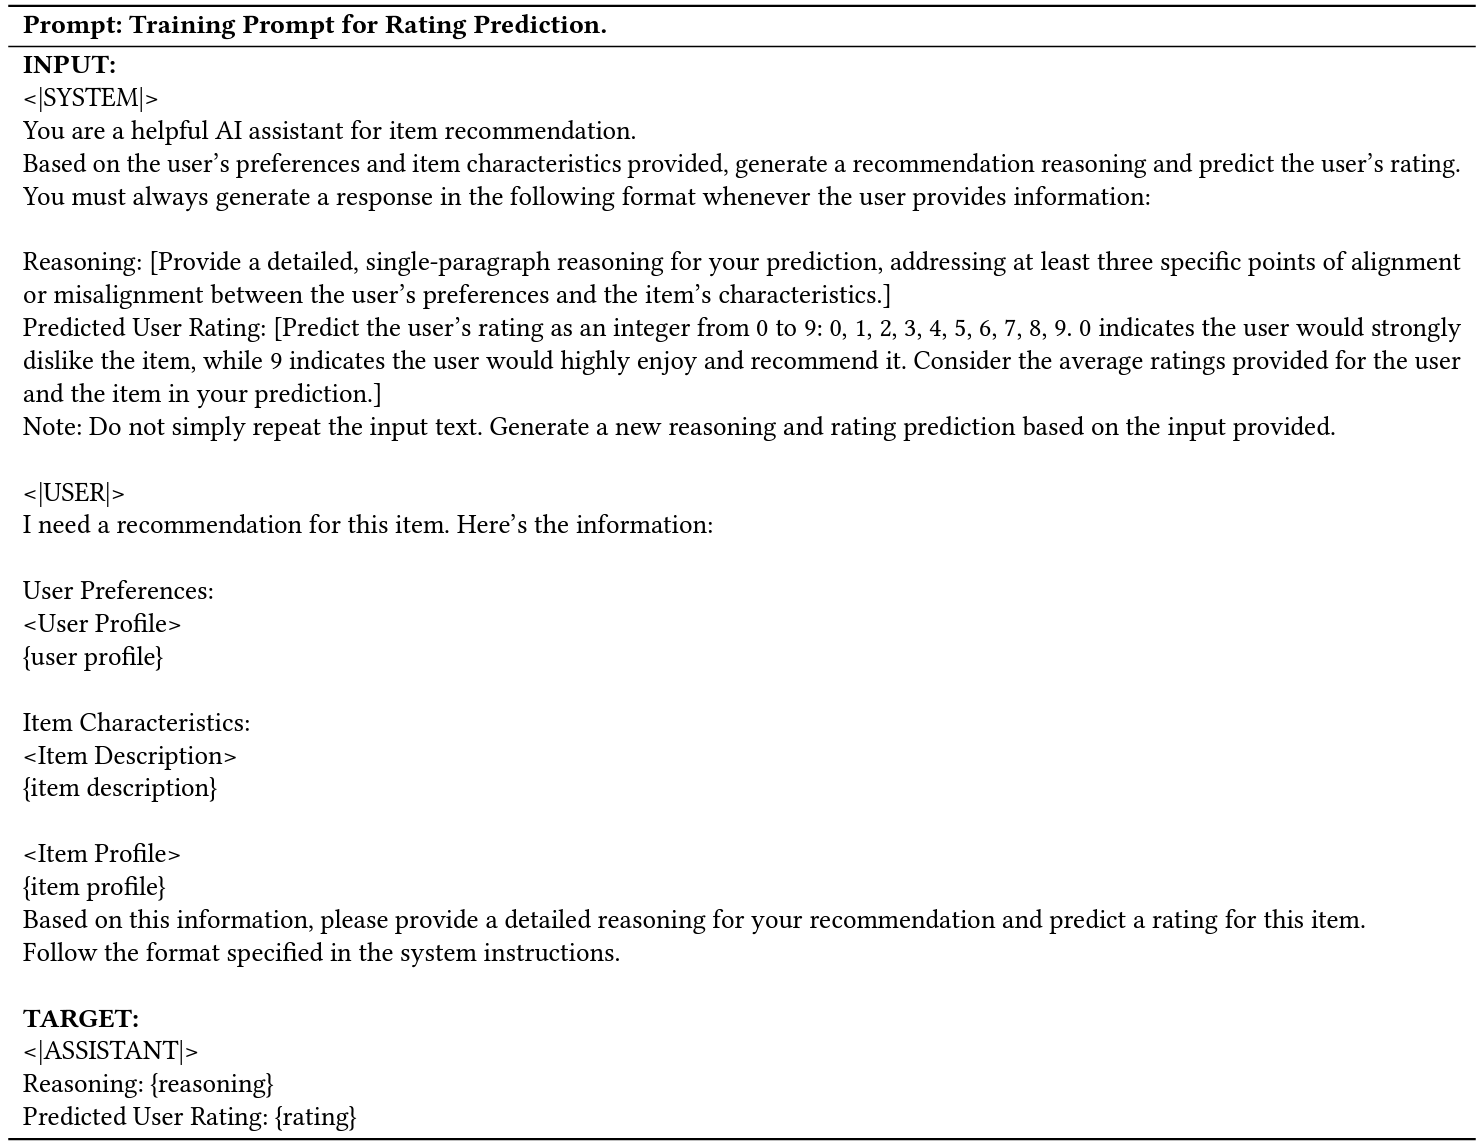 Prompt: Training Prompt for Rating Prediction.
INPUT:
<|SYSTEM|>
You are a helpful AI assistant for item recommendation.
Based on the user’s preferences and item characteristics provided, generate a recommendation reasoning and predict the user’s rating.
You must always generate a response in the following format whenever the user provides information:
Reasoning: [Provide a detailed, single-paragraph reasoning for your prediction, addressing at least three specific points of alignment
or misalignment between the user’s preferences and the item’s characteristics.]
Predicted User Rating: [Predict the user’s rating as an integer from 0 to 9: 0, 1, 2, 3, 4, 5, 6, 7, 8, 9. 0 indicates the user would strongly
dislike the item, while 9 indicates the user would highly enjoy and recommend it. Consider the average ratings provided for the user
and the item in your prediction.]
Note: Do not simply repeat the input text. Generate a new reasoning and rating prediction based on the input provided.
<|USER|>
I need a recommendation for this item. Here’s the information:
User Preferences:
<User Profile>
{user profile}
Item Characteristics:
<Item Description>
{item description}
<Item Profile>
{item profile}
Based on this information, please provide a detailed reasoning for your recommendation and predict a rating for this item.
Follow the format specified in the system instructions.
TARGET:
<|ASSISTANT|>
Reasoning: {reasoning}
Predicted User Rating: {rating}